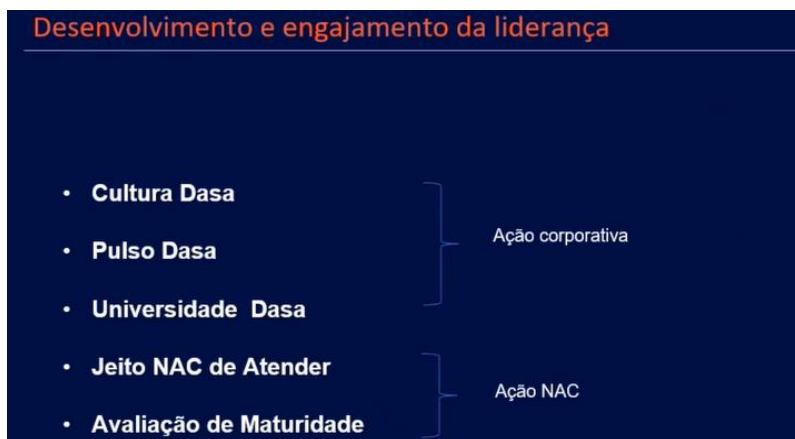 Desenvolvimento e engajamento da liderança
• Cultura Dasa
• Pulso Dasa
• Universidade Dasa
Ação corporativa
• Jeito NAC de Atender
• Avaliação de Maturidade
Ação NAC